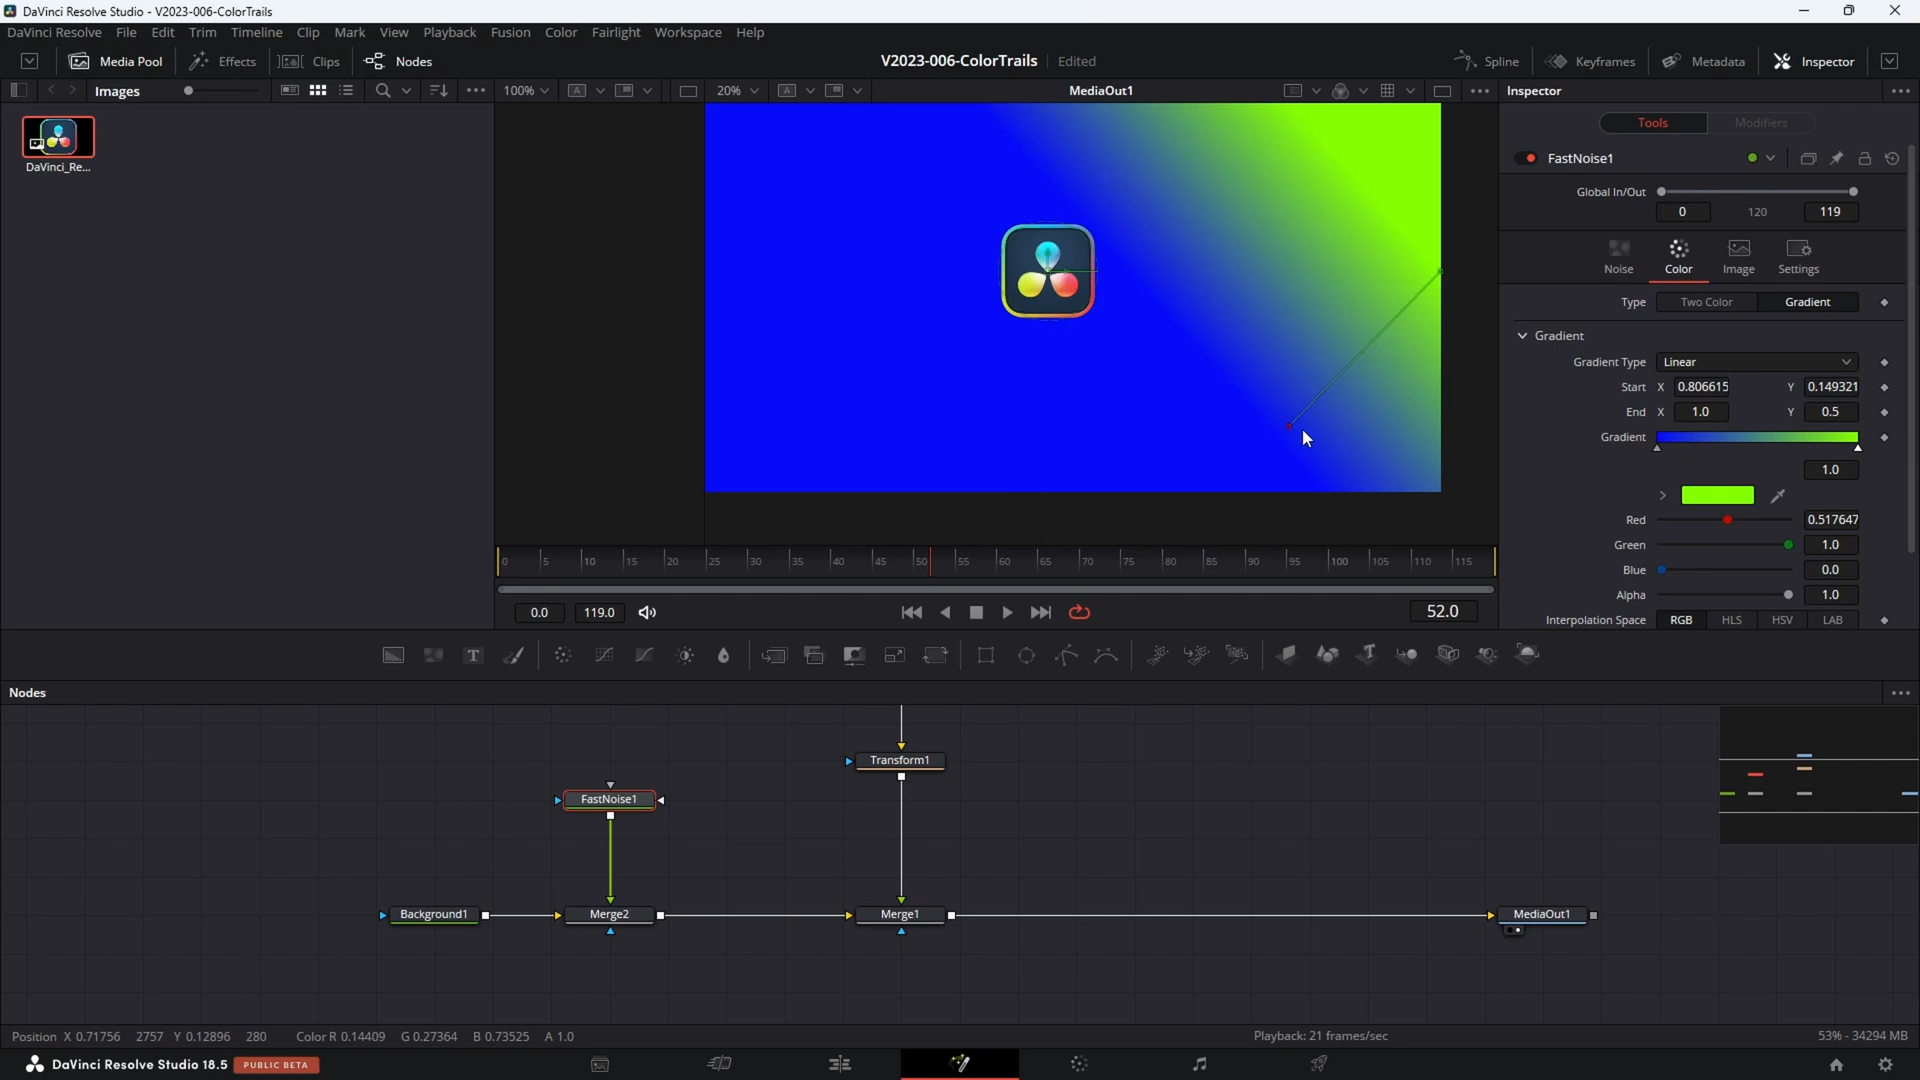 DaVinci Resolve Studio - V2023-006-ColorTrails
DaVinci Resolve File Edit Trim Timeline Clip Mark View Playback Fusion Color Fairlight Workspace Help
Media Pool Effects Clips Nodes V2023-006-ColorTrails Edited Spline Keyframes Metadata Inspector
Images 100% 20% MediaOut1 Inspector
Tools Modifiers
DaVinci_Re...
FastNoise1
Global In/Out
0 120 119
Noise Color Image Settings
Type Two Color Gradient
Gradient
Gradient Type Linear
Start X 0.806615 Y 0.149321
End X 1.0 Y 0.5
Gradient
1.0
Red 0.517647
Green 1.0
Blue 0.0
Alpha 1.0
Interpolation Space RGB HLS HSV LAB
0 5 10 15 20 25 30 35 40 45 50 55 60 65 70 75 80 85 90 95 100 105 110 115
0.0 119.0 52.0
Nodes
Transform1
FastNoise1
Background1 Merge2 Merge1 MediaOut1
Position X 0.71756 2757 Y 0.12896 280 Color R 0.14409 G 0.27364 B 0.73525 A 1.0 Playback: 21 frames/sec 53% - 34294 MB
DaVinci Resolve Studio 18.5 PUBLIC BETA